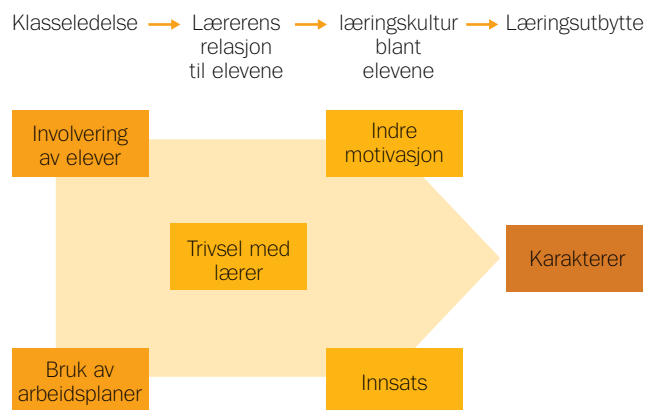 Klasseledelse
Lærerens
relasjon
til elevene
læringskultur
blant
elevene
Læringsutbytte
Involvering
av elever
Indre
motivasjon
Trivsel med
lærer
Karakterer
Bruk av
arbeidsplaner
Innsats